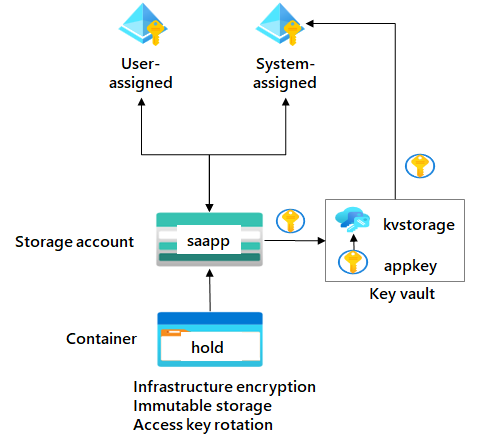 User-
assigned
System-
assigned
Storage account
saapp
kvstorage
appkey
Key vault
Container
hold
Infrastructure encryption
Immutable storage
Access key rotation